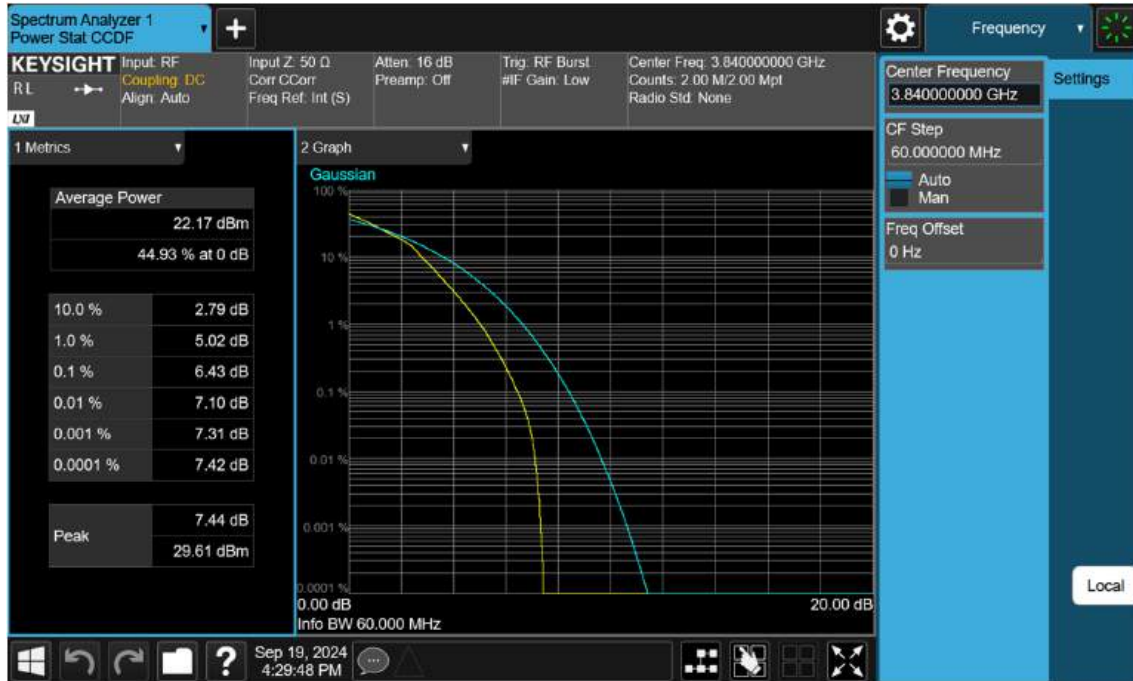 Spectrum Analyzer 1
Power Stat CCDF
+
Frequency
KEYSIGHT
RL
LXI
Input: RF
Coupling: DC
Align: Auto
Input Z: 50 Ω
Corr CCorr
Freq Ref: Int (S)
Atten: 16 dB
Preamp: Off
Trig: RF Burst
#IF Gain: Low
Center Freq: 3.840000000 GHz
Counts: 2.00 M/2.00 Mpt
Radio Std: None
Center Frequency
3.840000000 GHz
Settings
CF Step
60.000000 MHz
Auto
Man
Freq Offset
0 Hz
1 Metrics
Average Power
22.17 dBm
44.93 % at 0 dB
10.0 % 2.79 dB
1.0 % 5.02 dB
0.1 % 6.43 dB
0.01 % 7.10 dB
0.001 % 7.31 dB
0.0001 % 7.42 dB
Peak
7.44 dB
29.61 dBm
2 Graph
Gaussian
100 %
10 %
1 %
0.1 %
0.01 %
0.001 %
0.0001 %
0.00 dB 20.00 dB
Info BW 60.000 MHz
Local
?
Sep 19, 2024
4:29:48 PM